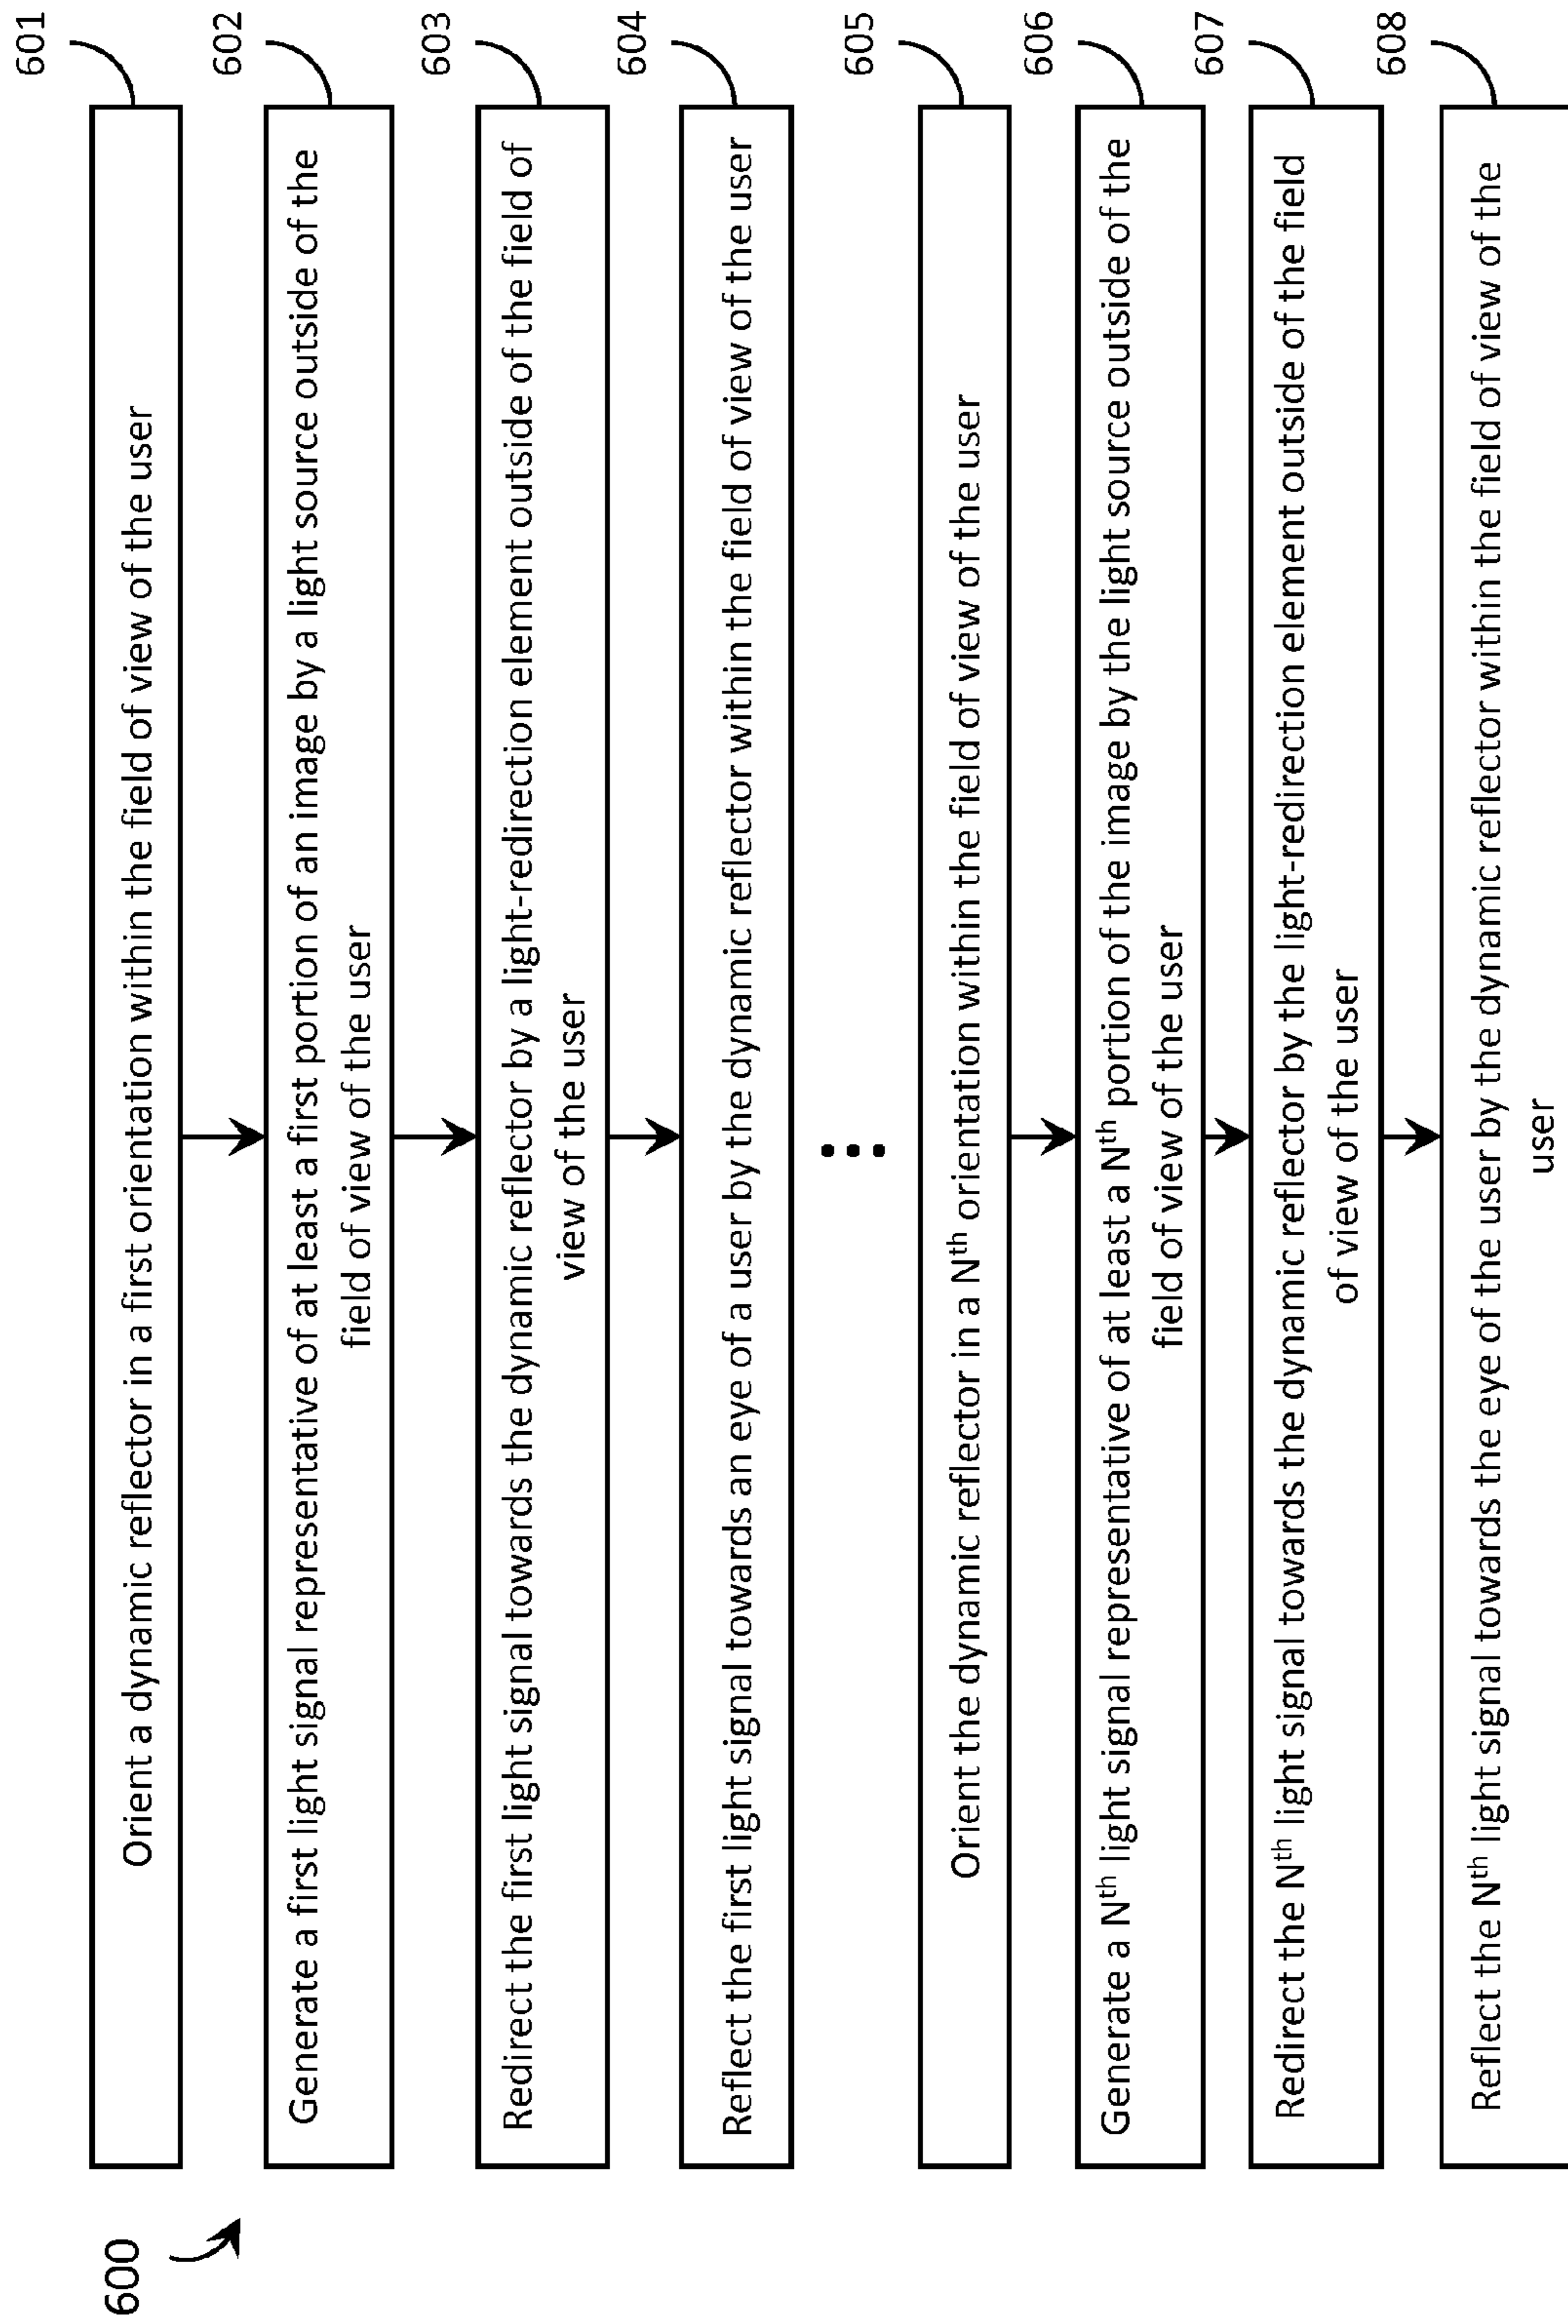 600
601
Orient a dynamic reflector in a first orientation within the field of view of the user
602
Generate a first light signal representative of at least a first portion of an image by a light source outside of the
field of view of the user
603
Redirect the first light signal towards the dynamic reflector by a light-redirection element outside of the field of
view of the user
604
Reflect the first light signal towards an eye of a user by the dynamic reflector within the field of view of the user
...
605
Orient the dynamic reflector in a Nth orientation within the field of view of the user
606
Generate a Nth light signal representative of at least a Nth portion of the image by the light source outside of the
field of view of the user
607
Redirect the Nth light signal towards the dynamic reflector by the light-redirection element outside of the field
of view of the user
608
Reflect the Nth light signal towards the eye of the user by the dynamic reflector within the field of view of the
user